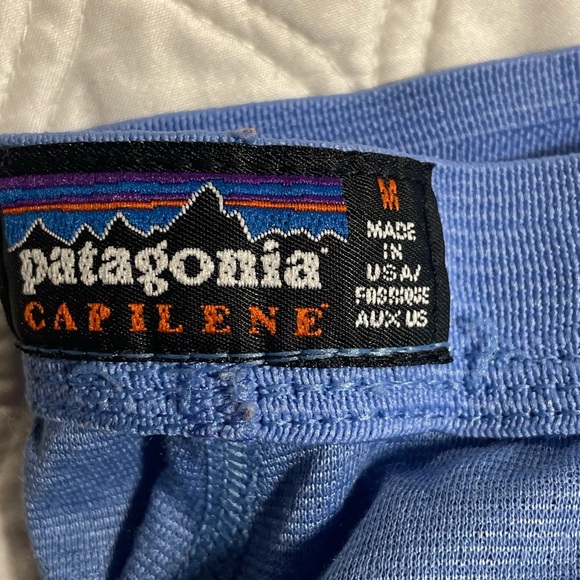 patagonia
CAPILENE
M
MADE
IN
USA/
FABRIQUE
AUX US